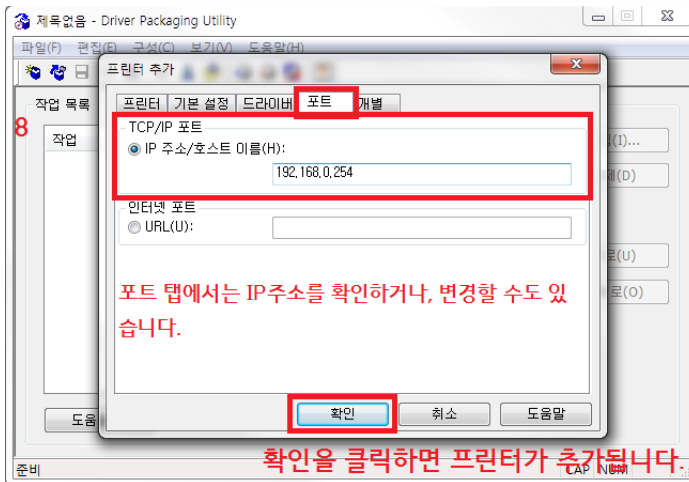 제목없음 - Driver Packaging Utility
파일(F) 편집(E) 구성(C) 보기(V) 도움말(H)
프린터 추가
작업 목록
프린터 기본 설정 드라이버 포트 개별
8
TCP/IP 포트
작업
(I)...
IP 주소/호스트 이름(H):
192,168,0,254
(D)
인터넷 포트
URL(U):
로(U)
포트 탭에서는 IP주소를 확인하거나, 변경할 수도 있
로(O)
습니다.
확인 취소 도움말
도움
확인을 클릭하면 프린터가 추가됩니다.
준비
CAP NUM